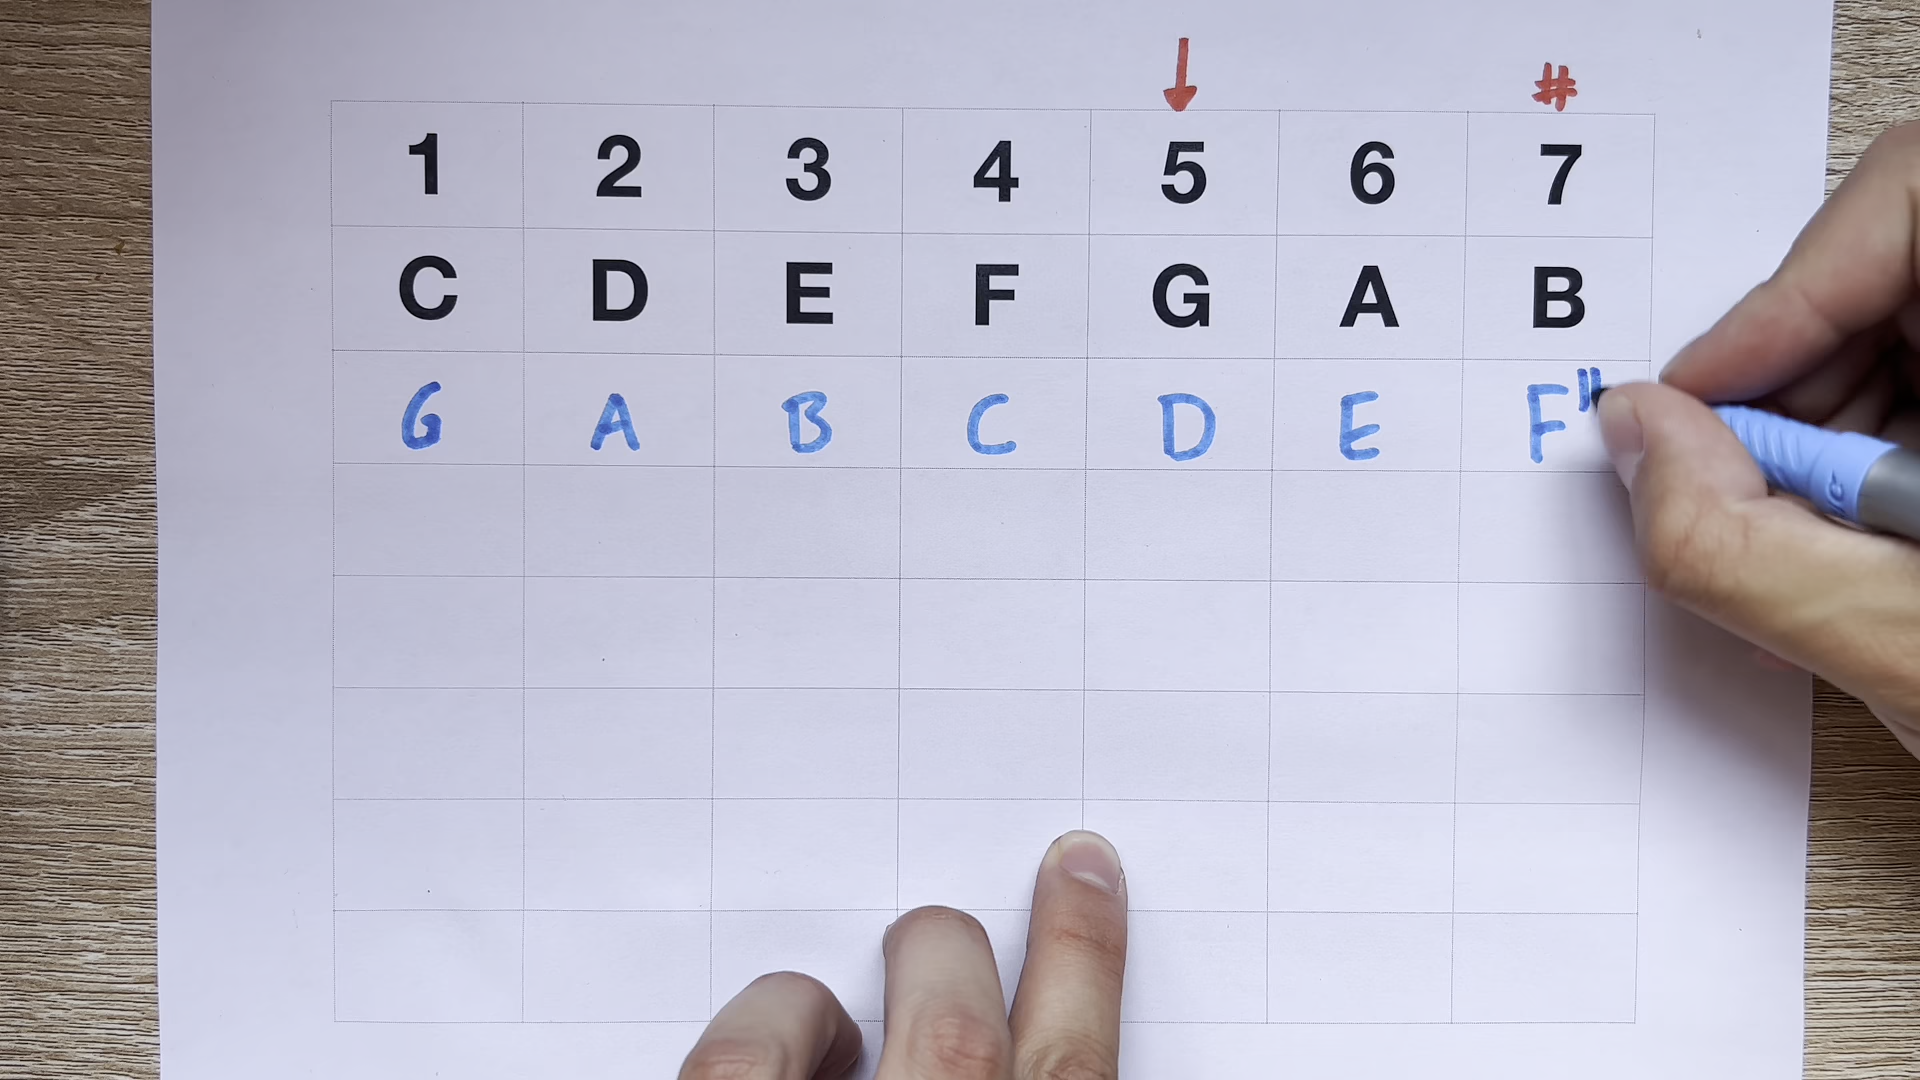 ↓ #
1 2 3 4 5 6 7
C D E F G A B
G A B C D E F